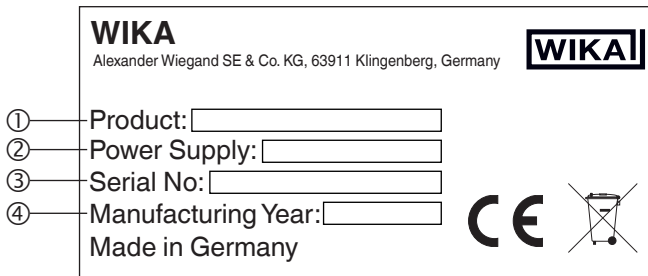 WIKA
Alexander Wiegand SE & Co. KG, 63911 Klingenberg, Germany
WIKA
① Product:
② Power Supply:
③ Serial No:
④ Manufacturing Year:
Made in Germany
CE